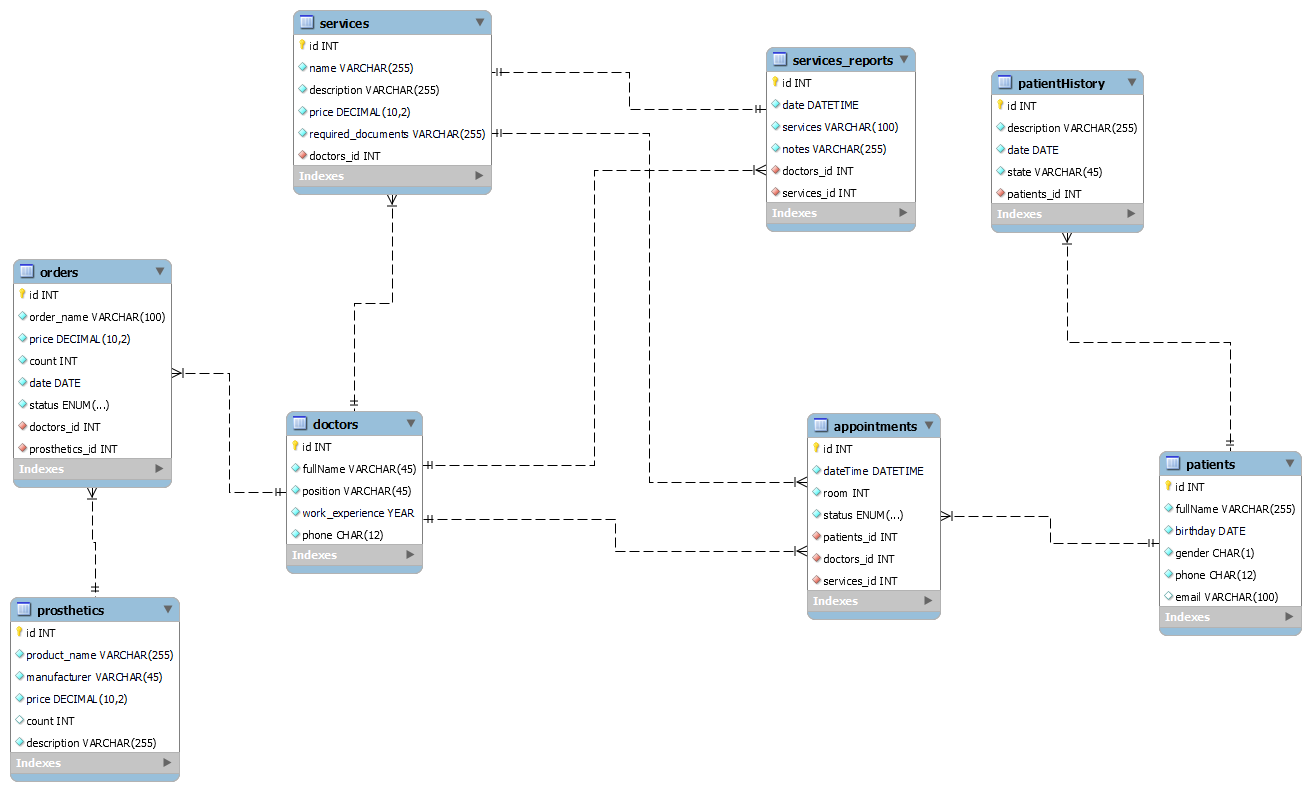 services
id INT
name VARCHAR(255)
description VARCHAR(255)
price DECIMAL(10,2)
required_documents VARCHAR(255)
doctors_id INT
Indexes
services_reports
id INT
date DATETIME
services VARCHAR(100)
notes VARCHAR(255)
doctors_id INT
services_id INT
Indexes
patientHistory
id INT
description VARCHAR(255)
date DATE
state VARCHAR(45)
patients_id INT
Indexes
orders
id INT
order_name VARCHAR(100)
price DECIMAL(10,2)
count INT
date DATE
status ENUM(...)
doctors_id INT
prosthetics_id INT
Indexes
doctors
id INT
fullName VARCHAR(45)
position VARCHAR(45)
work_experience YEAR
phone CHAR(12)
Indexes
appointments
id INT
dateTime DATETIME
room INT
status ENUM(...)
patients_id INT
doctors_id INT
services_id INT
Indexes
patients
id INT
fullName VARCHAR(255)
birthday DATE
gender CHAR(1)
phone CHAR(12)
email VARCHAR(100)
Indexes
prosthetics
id INT
product_name VARCHAR(255)
manufacturer VARCHAR(45)
price DECIMAL(10,2)
count INT
description VARCHAR(255)
Indexes